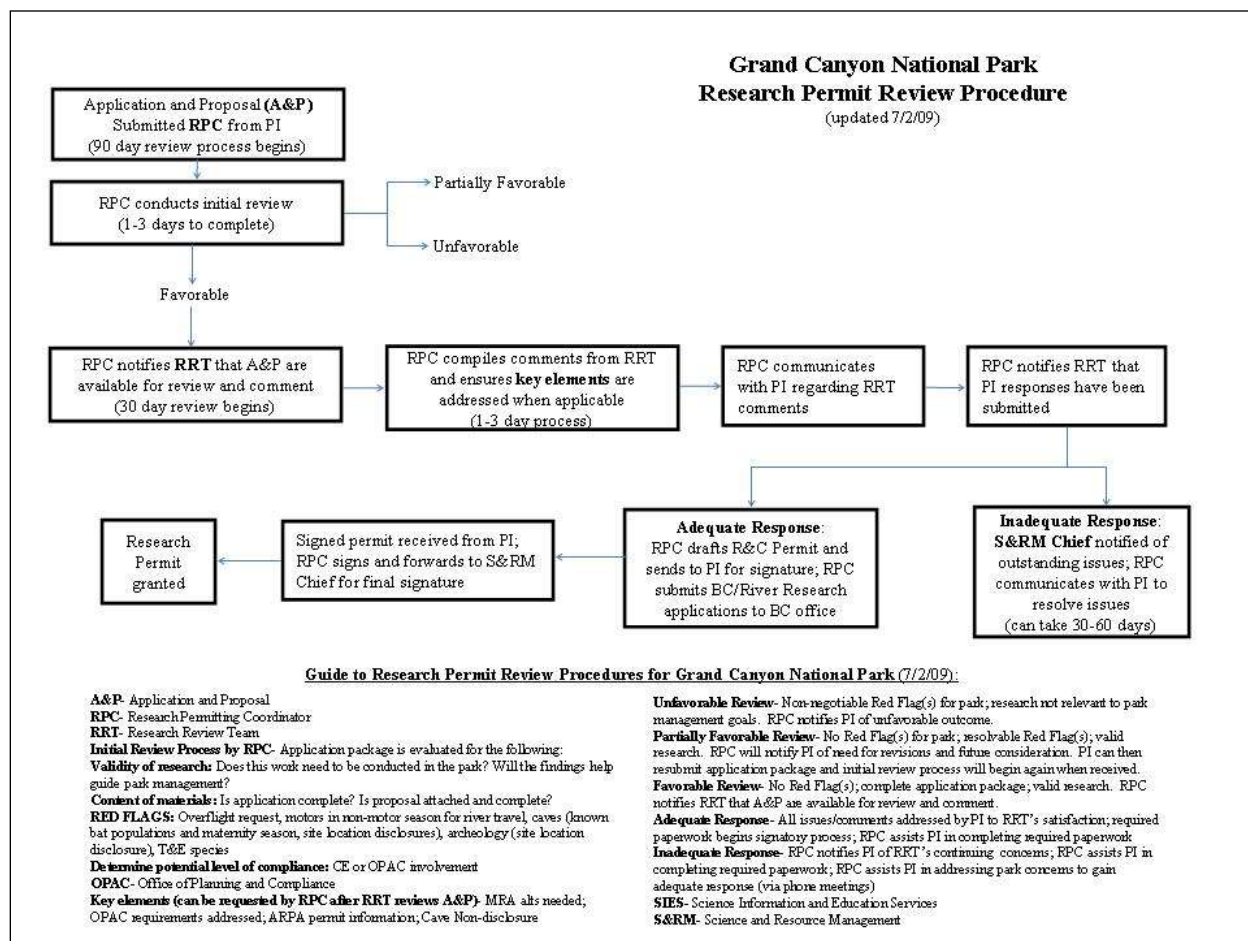 Grand Canyon National Park
Research Permit Review Procedure
(updated 7/2/09)
Application and Proposal (A&P)
Submitted RPC from PI
(90 day review process begins)
RPC conducts initial review
(1-3 days to complete)
Partially Favorable
Unfavorable
Favorable
RPC notifies RRT that A&P are
available for review and comment
(30 day review begins)
RPC compiles comments from RRT
and ensures key elements are
addressed when applicable
(1-3 day process)
RPC communicates
with PI regarding RRT
comments
RPC notifies RRT that
PI responses have been
submitted
Research
Permit
granted
Signed permit received from PI;
RPC signs and forwards to S&RM
Chief for final signature
Adequate Response:
RPC drafts R&C Permit and
sends to PI for signature; RPC
submits BC/River Research
applications to BC office
Inadequate Response:
S&RM Chief notified of
outstanding issues; RPC
communicates with PI to
resolve issues
(can take 30-60 days)
Guide to Research Permit Review Procedures for Grand Canyon National Park (7/2/09):
A&P- Application and Proposal
RPC- Research Permitting Coordinator
RRT- Research Review Team
Initial Review Process by RPC- Application package is evaluated for the following:
Validity of research: Does this work need to be conducted in the park? Will the findings help
guide park management?
Content of materials: Is application complete? Is proposal attached and complete?
RED FLAGS: Overflight request, motors in non-motor season for river travel, caves (known
bat populations and maternity season, site location disclosures), archeology (site location
disclosure), T&E species
Determine potential level of compliance: CE or OPAC involvement
OPAC- Office of Planning and Compliance
Key elements (can be requested by RPC after RRT reviews A&P)- MRA alts needed;
OPAC requirements addressed; ARPA permit information; Cave Non-disclosure
Unfavorable Review- Non-negotiable Red Flag(s) for park; research not relevant to park
management goals. RPC notifies PI of unfavorable outcome.
Partially Favorable Review- No Red Flag(s) for park; resolvable Red Flag(s); valid
research. RPC will notify PI of need for revisions and future consideration. PI can then
resubmit application package and initial review process will begin again when received.
Favorable Review- No Red Flag(s); complete application package; valid research. RPC
notifies RRT that A&P are available for review and comment.
Adequate Response- All issues/comments addressed by PI to RRT's satisfaction; required
paperwork begins signatory process; RPC assists PI in completing required paperwork
Inadequate Response- RPC notifies PI of RRT's continuing concerns; RPC assists PI in
completing required paperwork; RPC assists PI in addressing park concerns to gain
adequate response (via phone meetings)
SIES- Science Information and Education Services
S&RM- Science and Resource Management